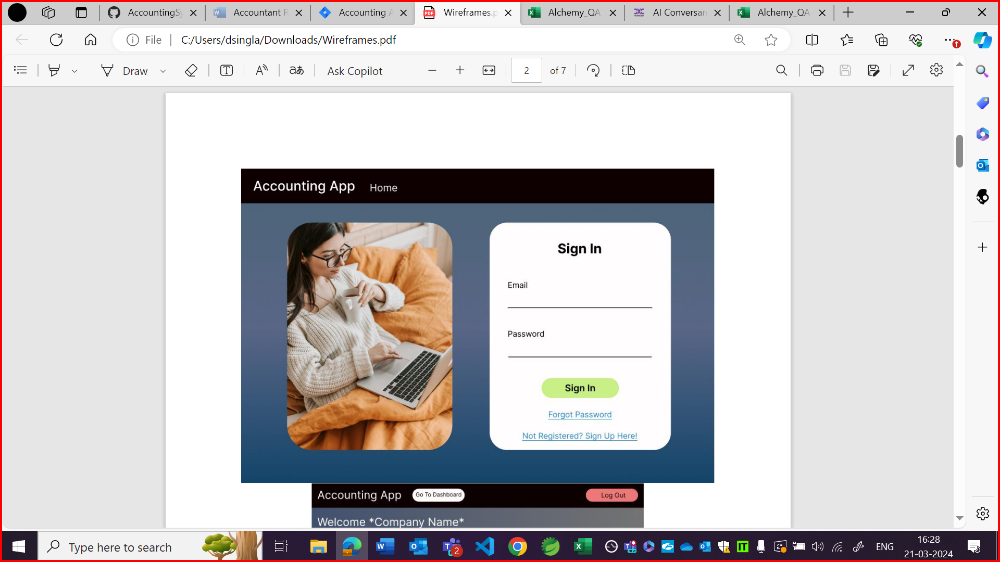 AccountingSy
Accountant R
Accounting A
Wireframes.p
Alchemy_QA
AI Conversan
Alchemy_QA
File
C:/Users/dsingla/Downloads/Wireframes.pdf
Draw
Ask Copilot
2
of 7
Accounting App
Home
Sign In
Email
Password
Sign In
Forgot Password
Not Registered? Sign Up Here!
Accounting App
Go To Dashboard
Log Out
Welcome *Company Name*
Type here to search
2
ENG
16:28
21-03-2024